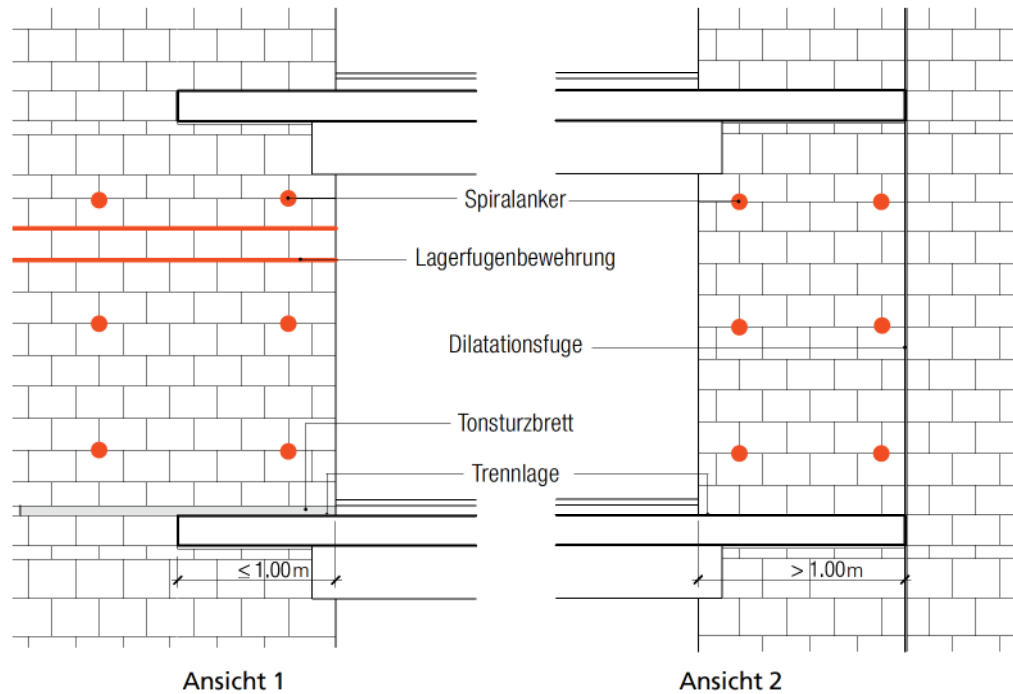 Spiralanker
Lagerfugenbewehrung
Dilatationsfuge
Tonsturzbrett
Trennlage
≤ 1.00 m
> 1.00 m
Ansicht 1
Ansicht 2